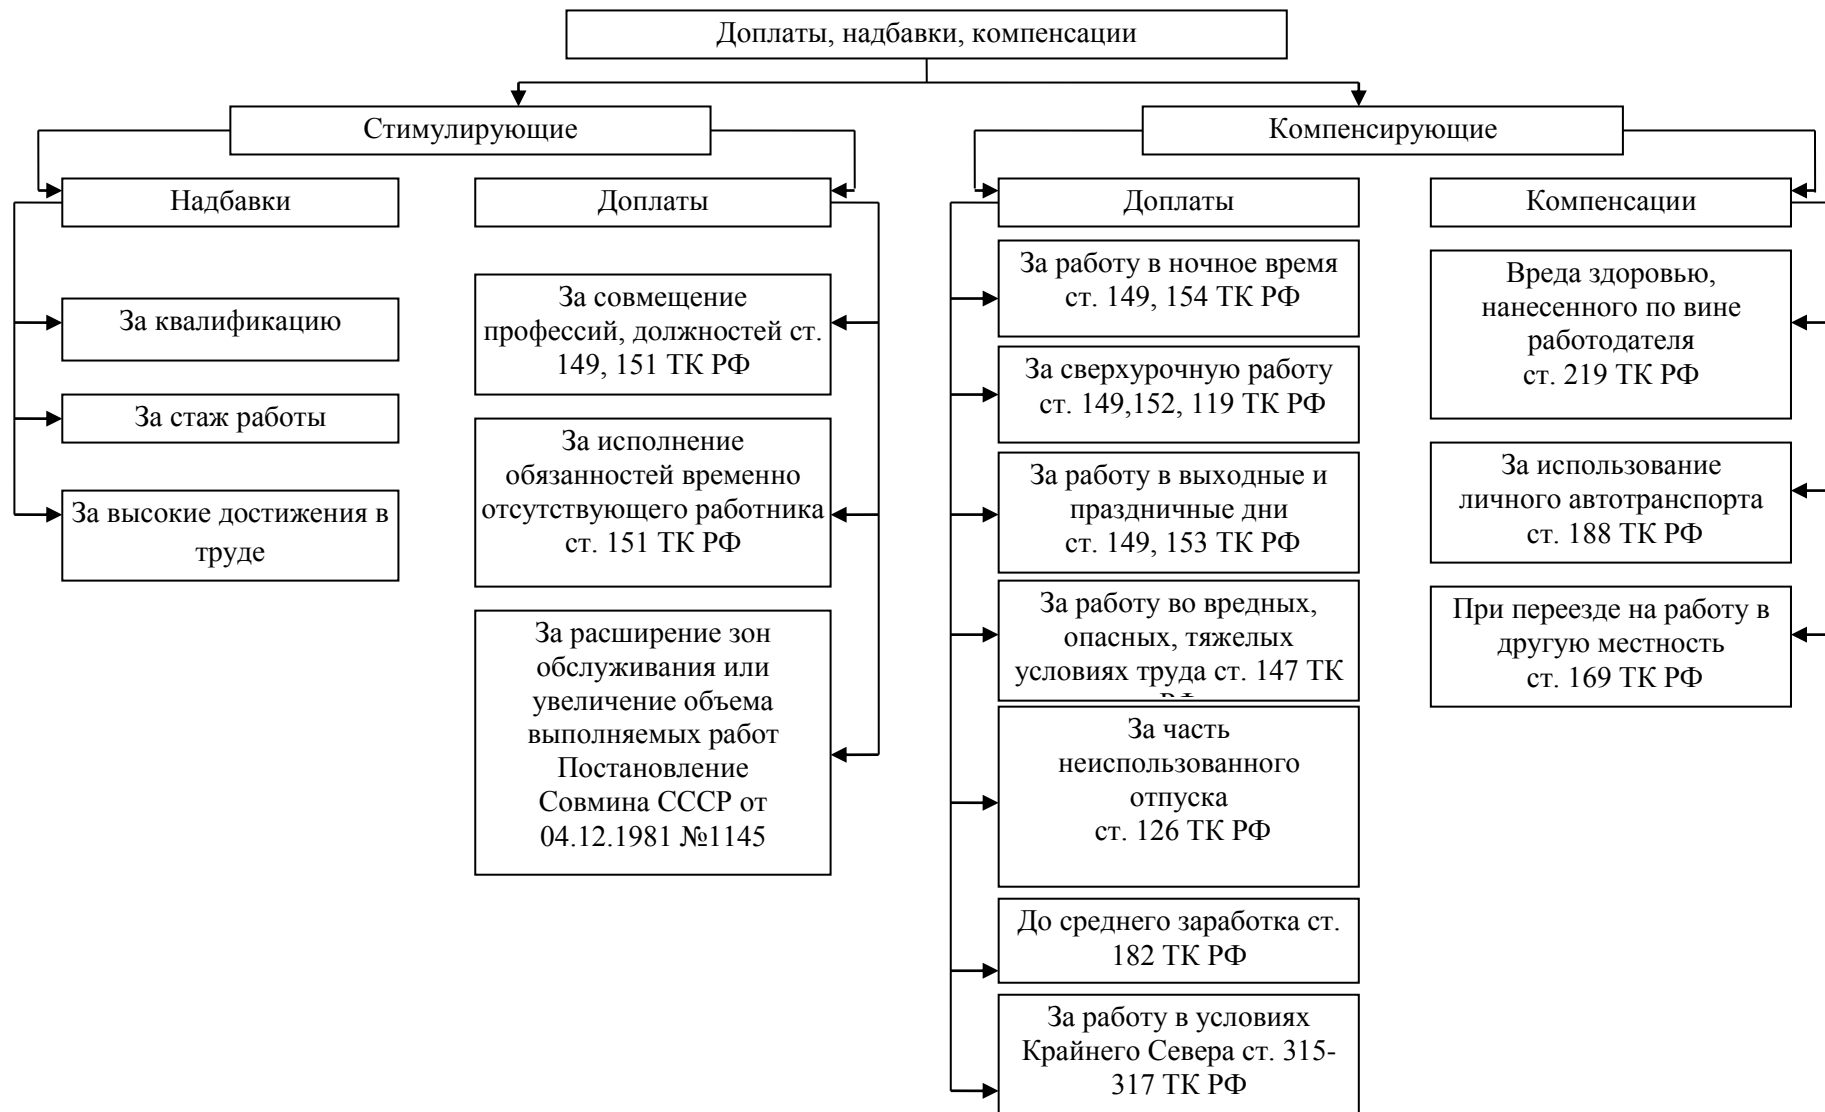 Доплаты, надбавки, компенсации
Стимулирующие
Компенсирующие
Надбавки
Доплаты
Доплаты
Компенсации
За квалификацию
За стаж работы
За высокие достижения в
труде
За совмещение
профессий, должностей ст.
149, 151 ТК РФ
За исполнение
обязанностей временно
отсутствующего работника
ст. 151 ТК РФ
За расширение зон
обслуживания или
увеличение объема
выполняемых работ
Постановление
Совмина СССР от
04.12.1981 №1145
За работу в ночное время
ст. 149, 154 ТК РФ
За сверхурочную работу
ст. 149,152, 119 ТК РФ
За работу в выходные и
праздничные дни
ст. 149, 153 ТК РФ
За работу во вредных,
опасных, тяжелых
условиях труда ст. 147 ТК
За часть
неиспользованного
отпуска
ст. 126 ТК РФ
До среднего заработка ст.
182 ТК РФ
За работу в условиях
Крайнего Севера ст. 315-
317 ТК РФ
Вреда здоровью,
нанесенного по вине
работодателя
ст. 219 ТК РФ
За использование
личного автотранспорта
ст. 188 ТК РФ
При переезде на работу в
другую местность
ст. 169 ТК РФ